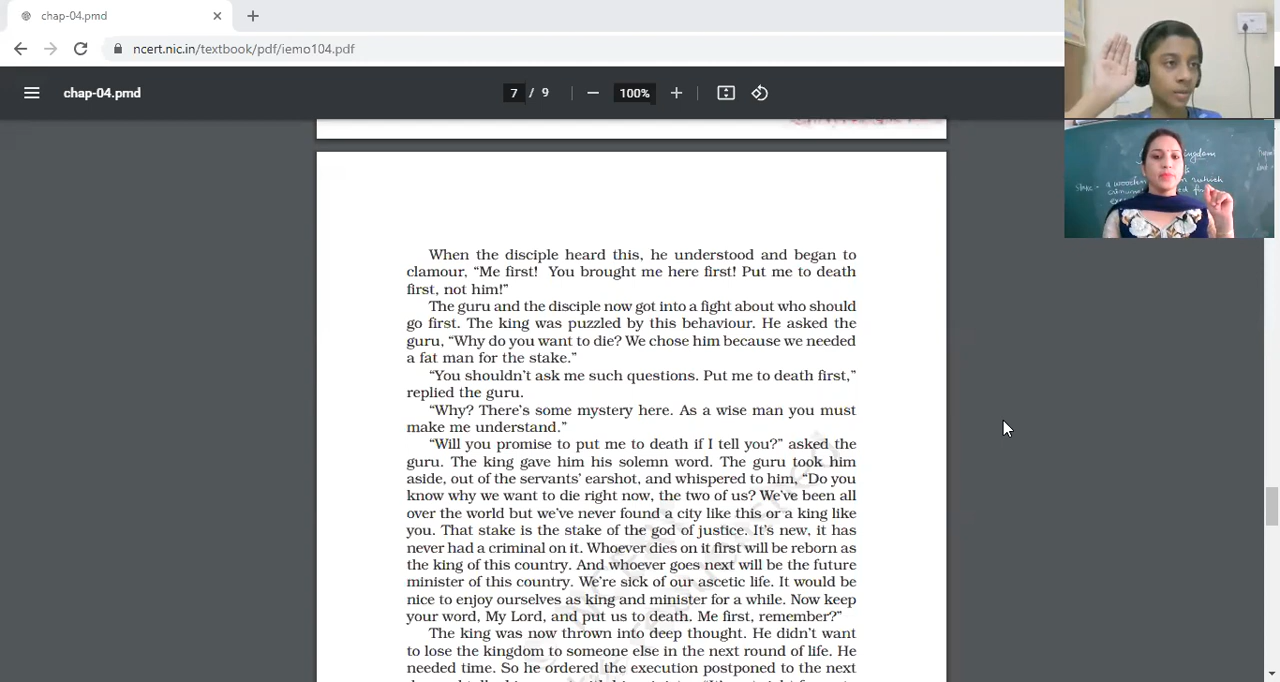 chap-04.pmd
ncert.nic.in/textbook/pdf/iemo104.pdf
chap-04.pmd
7 / 9
100%
When the disciple heard this, he understood and began to
clamour, “Me first! You brought me here first! Put me to death
first, not him!”
The guru and the disciple now got into a fight about who should
go first. The king was puzzled by this behaviour. He asked the
guru, “Why do you want to die? We chose him because we needed
a fat man for the stake.”
“You shouldn’t ask me such questions. Put me to death first,”
replied the guru.
“Why? There’s some mystery here. As a wise man you must
make me understand.”
“Will you promise to put me to death if I tell you?” asked the
guru. The king gave him his solemn word. The guru took him
aside, out of the servants’ earshot, and whispered to him, “Do you
know why we want to die right now, the two of us? We’ve been all
over the world but we’ve never found a city like this or a king like
you. That stake is the stake of the god of justice. It’s new, it has
never had a criminal on it. Whoever dies on it first will be reborn as
the king of this country. And whoever goes next will be the future
minister of this country. We’re sick of our ascetic life. It would be
nice to enjoy ourselves as king and minister for a while. Now keep
your word, My Lord, and put us to death. Me first, remember?”
The king was now thrown into deep thought. He didn’t want
to lose the kingdom to someone else in the next round of life. He
needed time. So he ordered the execution postponed to the next